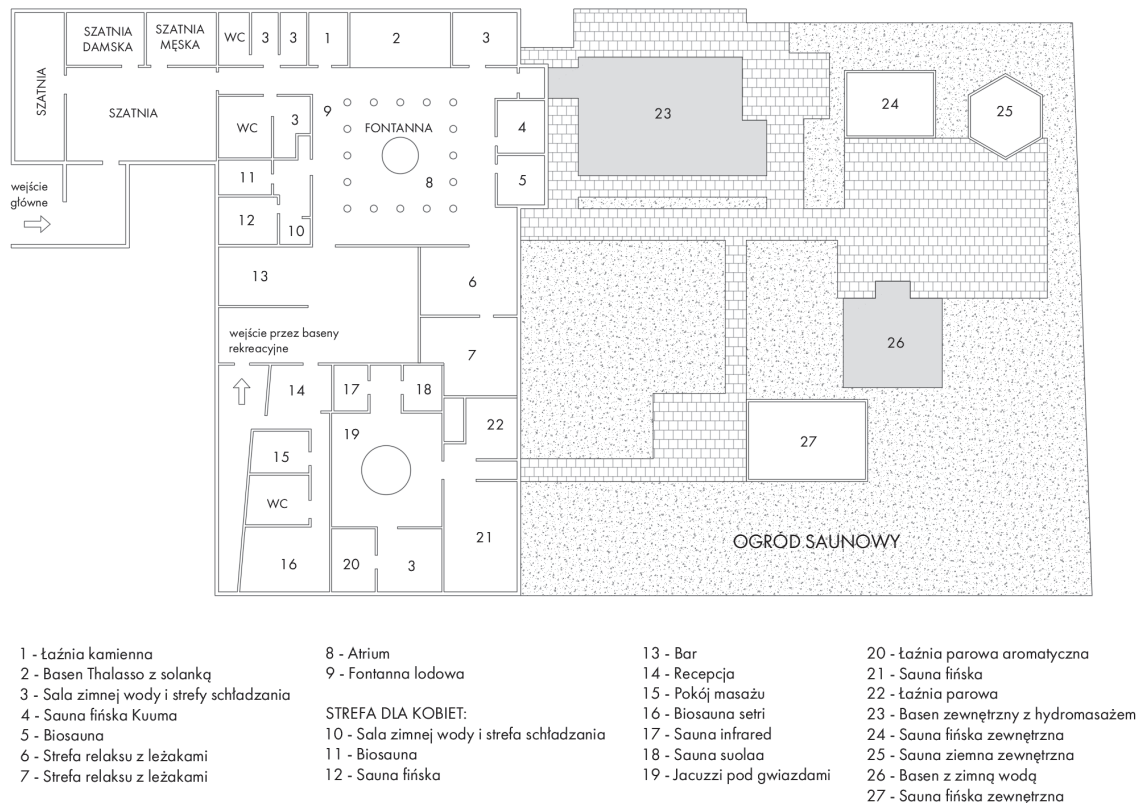 SZATNIA
DAMSKA
SZATNIA
MĘSKA
WC
3
3
1
2
3
SZATNIA
SZATNIA
WC
3
9
FONTANNA
4
23
24
25
11
8
5
wejście
główne
12
10
13
6
wejście przez baseny
rekreacyjne
7
26
14
17
18
19
22
27
15
WC
16
20
3
21
OGRÓD SAUNOWY
1 - Łaźnia kamienna
2 - Basen Thalasso z solanką
3 - Sala zimnej wody i strefy schładzania
4 - Sauna fińska Kuuma
5 - Biosauna
6 - Strefa relaksu z leżakami
7 - Strefa relaksu z leżakami
8 - Atrium
9 - Fontanna lodowa
STREFA DLA KOBIET:
10 - Sala zimnej wody i strefa schładzania
11 - Biosauna
12 - Sauna fińska
13 - Bar
14 - Recepcja
15 - Pokój masażu
16 - Biosauna setri
17 - Sauna infrared
18 - Sauna suolaa
19 - Jacuzzi pod gwiazdami
20 - Łaźnia parowa aromatyczna
21 - Sauna fińska
22 - Łaźnia parowa
23 - Basen zewnętrzny z hydromasażem
24 - Sauna fińska zewnętrzna
25 - Sauna ziemna zewnętrzna
26 - Basen z zimną wodą
27 - Sauna fińska zewnętrzna